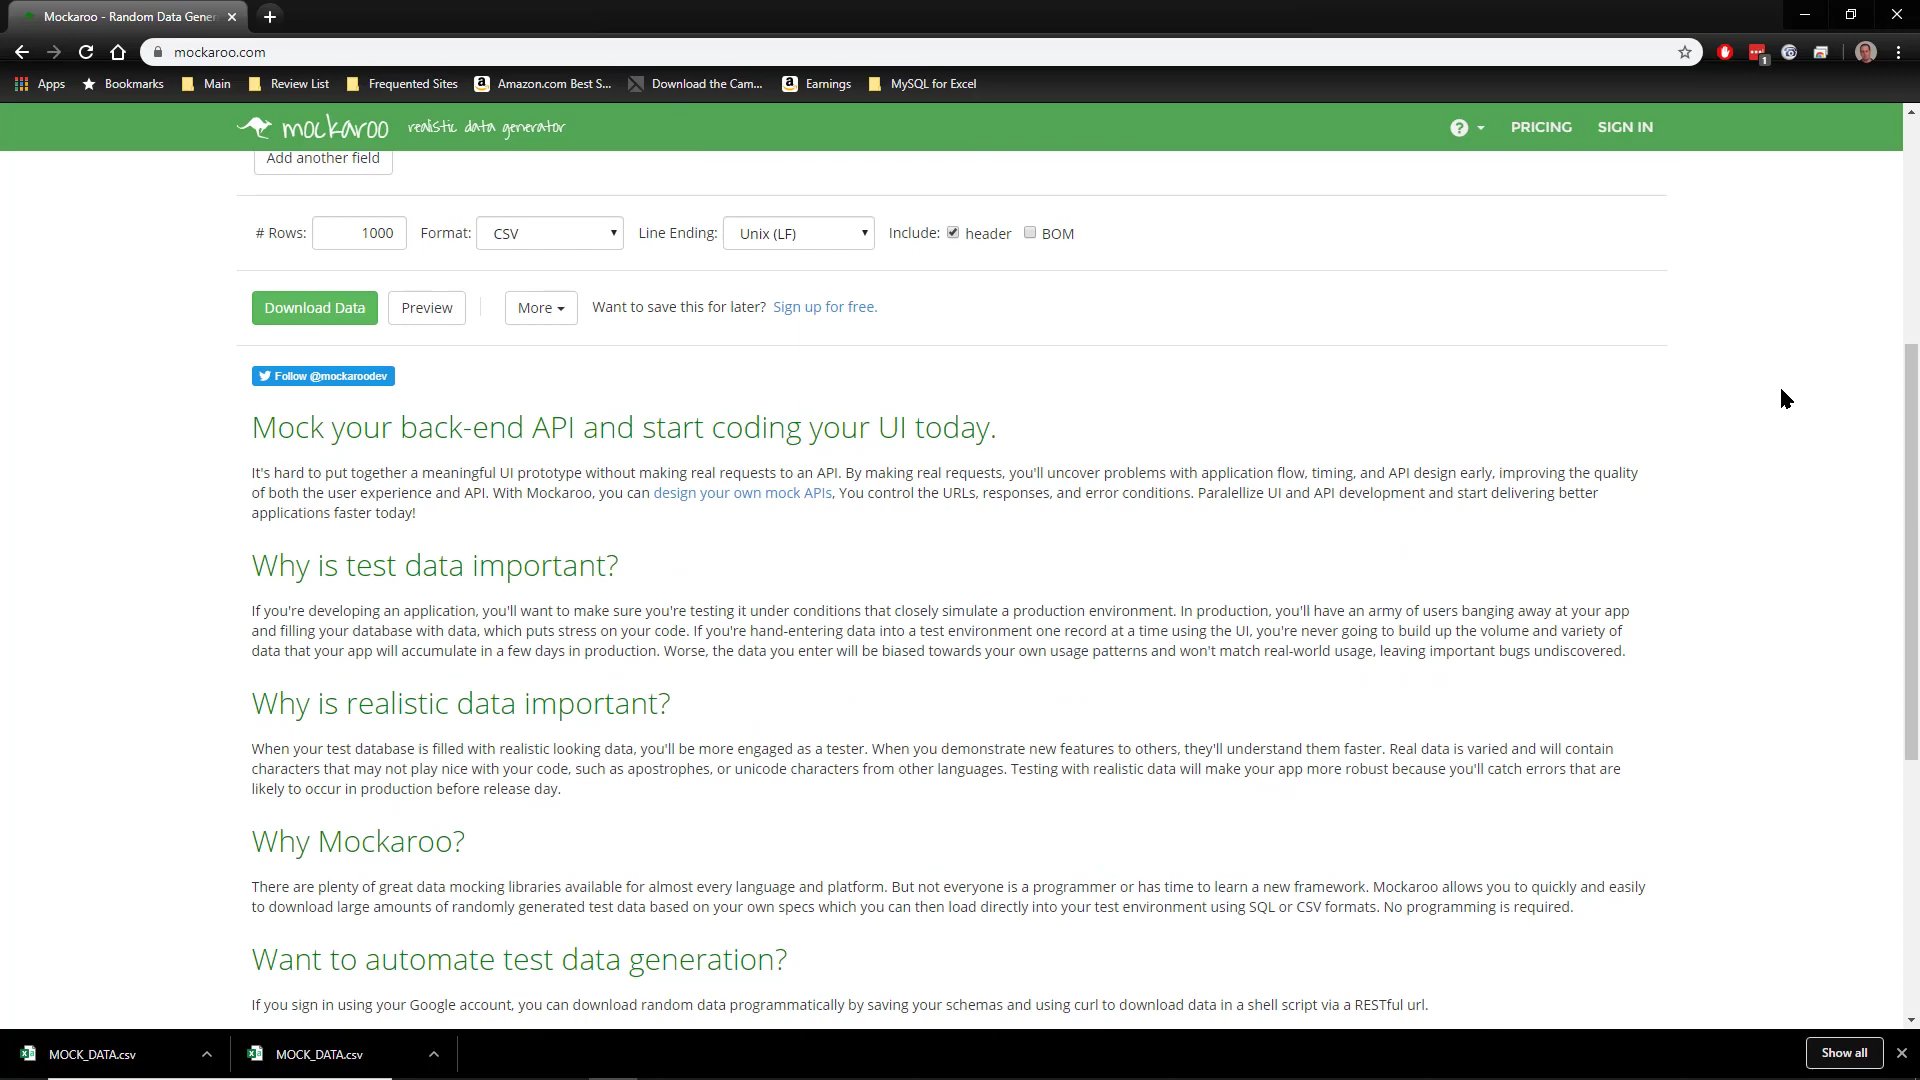 Mockaroo - Random Data Gener
mockaroo.com
1
Apps Bookmarks Main Review List Frequented Sites Amazon.com Best S... Download the Cam... Earnings MySQL for Excel
mockaroo realistic data generator ? PRICING SIGN IN
Add another field
# Rows: 1000 Format: CSV Line Ending: Unix (LF) Include: header BOM
Download Data Preview More Want to save this for later? Sign up for free.
Follow @mockaroodev
Mock your back-end API and start coding your UI today.
It's hard to put together a meaningful UI prototype without making real requests to an API. By making real requests, you'll uncover problems with application flow, timing, and API design early, improving the quality
of both the user experience and API. With Mockaroo, you can design your own mock APIs, You control the URLs, responses, and error conditions. Paralellize UI and API development and start delivering better
applications faster today!
Why is test data important?
If you're developing an application, you'll want to make sure you're testing it under conditions that closely simulate a production environment. In production, you'll have an army of users banging away at your app
and filling your database with data, which puts stress on your code. If you're hand-entering data into a test environment one record at a time using the UI, you're never going to build up the volume and variety of
data that your app will accumulate in a few days in production. Worse, the data you enter will be biased towards your own usage patterns and won't match real-world usage, leaving important bugs undiscovered.
Why is realistic data important?
When your test database is filled with realistic looking data, you'll be more engaged as a tester. When you demonstrate new features to others, they'll understand them faster. Real data is varied and will contain
characters that may not play nice with your code, such as apostrophes, or unicode characters from other languages. Testing with realistic data will make your app more robust because you'll catch errors that are
likely to occur in production before release day.
Why Mockaroo?
There are plenty of great data mocking libraries available for almost every language and platform. But not everyone is a programmer or has time to learn a new framework. Mockaroo allows you to quickly and easily
to download large amounts of randomly generated test data based on your own specs which you can then load directly into your test environment using SQL or CSV formats. No programming is required.
Want to automate test data generation?
If you sign in using your Google account, you can download random data programmatically by saving your schemas and using curl to download data in a shell script via a RESTful url.
MOCK_DATA.csv MOCK_DATA.csv Show all